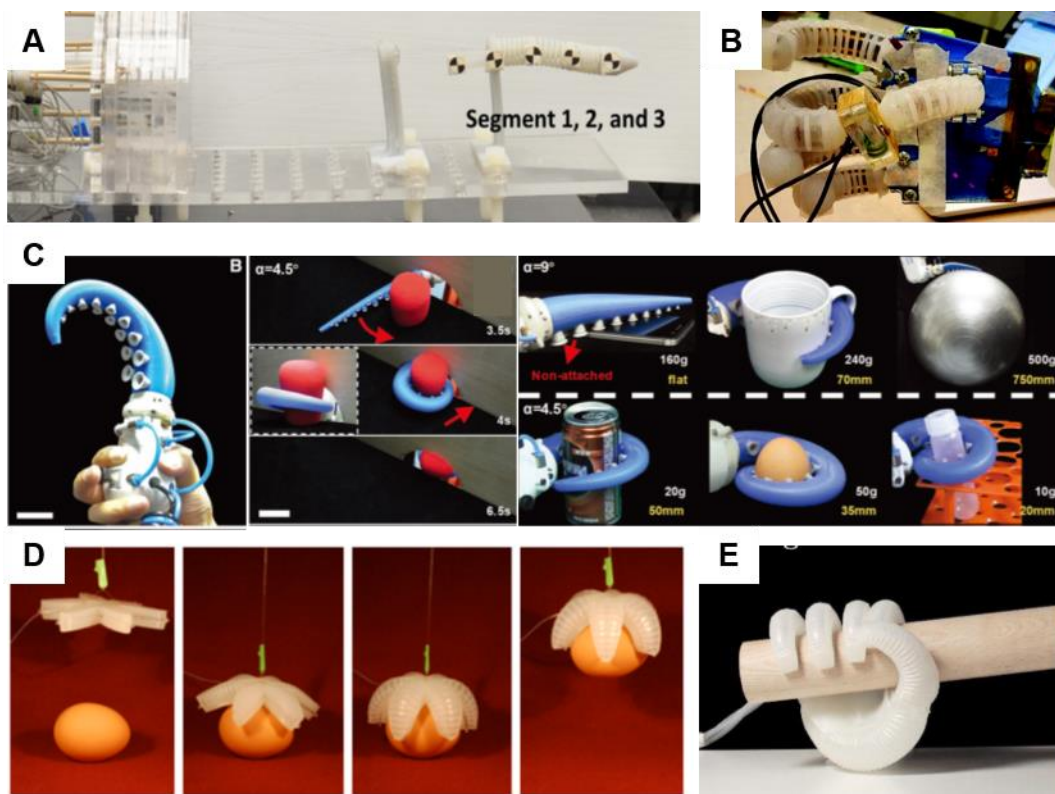 A
Segment 1, 2, and 3
B
C
B
α=4.5°
3.5s
4s
6.5s
α=9°
Non-attached
160g
flat
240g
70mm
500g
750mm
α=4.5°
20g
50mm
50g
35mm
10g
20mm
D
E